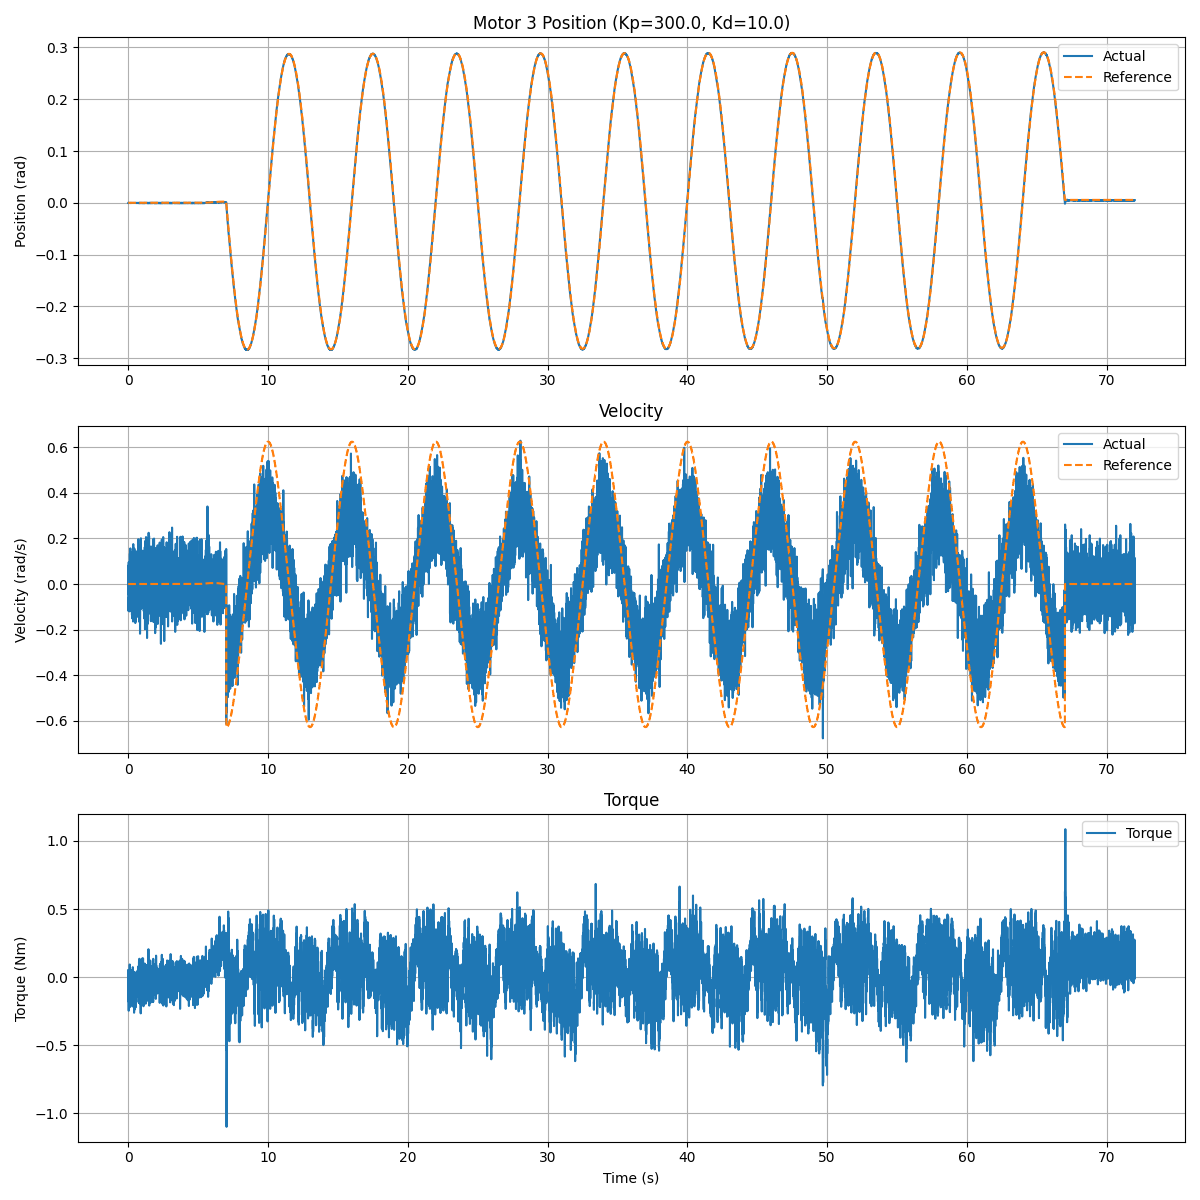 Motor 3 Position (Kp=300.0, Kd=10.0)
Position (rad)
0.3
0.2
0.1
0.0
−0.1
−0.2
−0.3
Actual
Reference
0 10 20 30 40 50 60 70
Velocity
Velocity (rad/s)
0.6
0.4
0.2
0.0
−0.2
−0.4
−0.6
Actual
Reference
0 10 20 30 40 50 60 70
Torque
Torque (Nm)
1.0
0.5
0.0
−0.5
−1.0
Torque
0 10 20 30 40 50 60 70
Time (s)